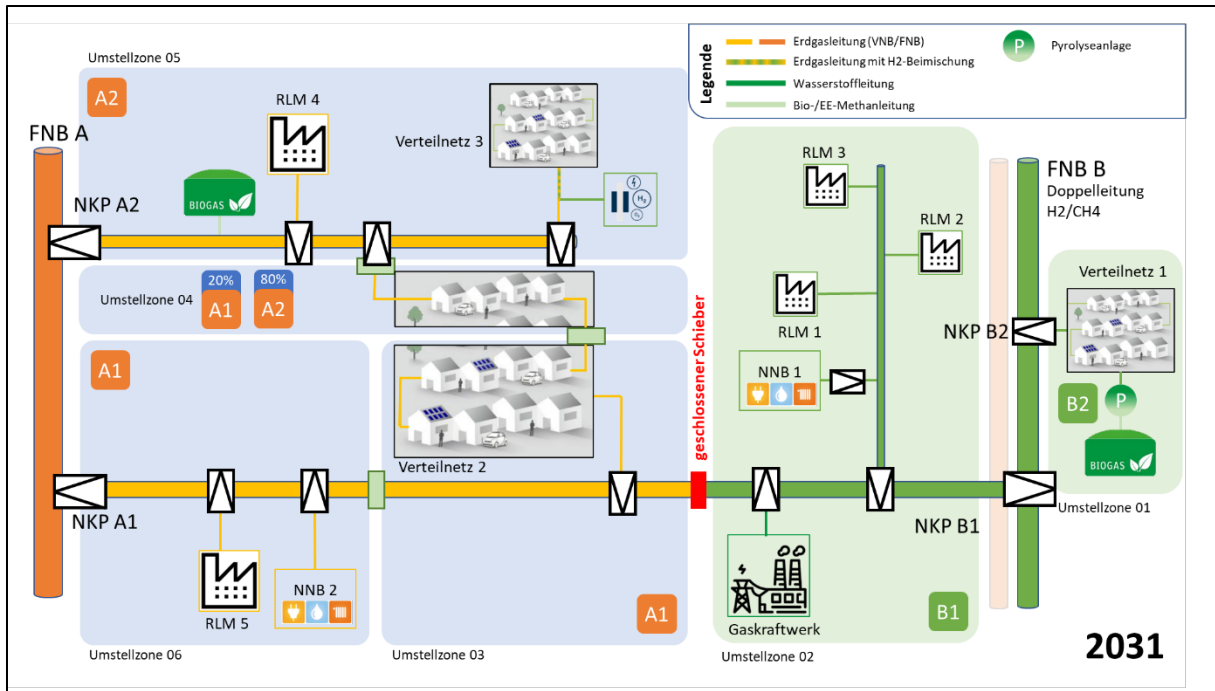 Umstellzone 05
A2
RLM 4
Verteilnetz 3
Legende
Erdgasleitung (VNB/FNB)
Erdgasleitung mit H2-Beimischung
Wasserstoffleitung
Bio-/EE-Methanleitung
P
Pyrolyseanlage
FNB A
BIOGAS
H₂
NKP A2
Umstellzone 04
20%
A1
80%
A2
RLM 3
RLM 2
RLM 1
NNB 1
FNB B
Doppelleitung
H2/CH4
Verteilnetz 1
NKP B2
B2
P
BIOGAS
A1
Verteilnetz 2
geschlossener Schieber
NKP A1
NKP B1
Umstellzone 01
RLM 5
NNB 2
A1
Gaskraftwerk
B1
Umstellzone 06
Umstellzone 03
Umstellzone 02
2031